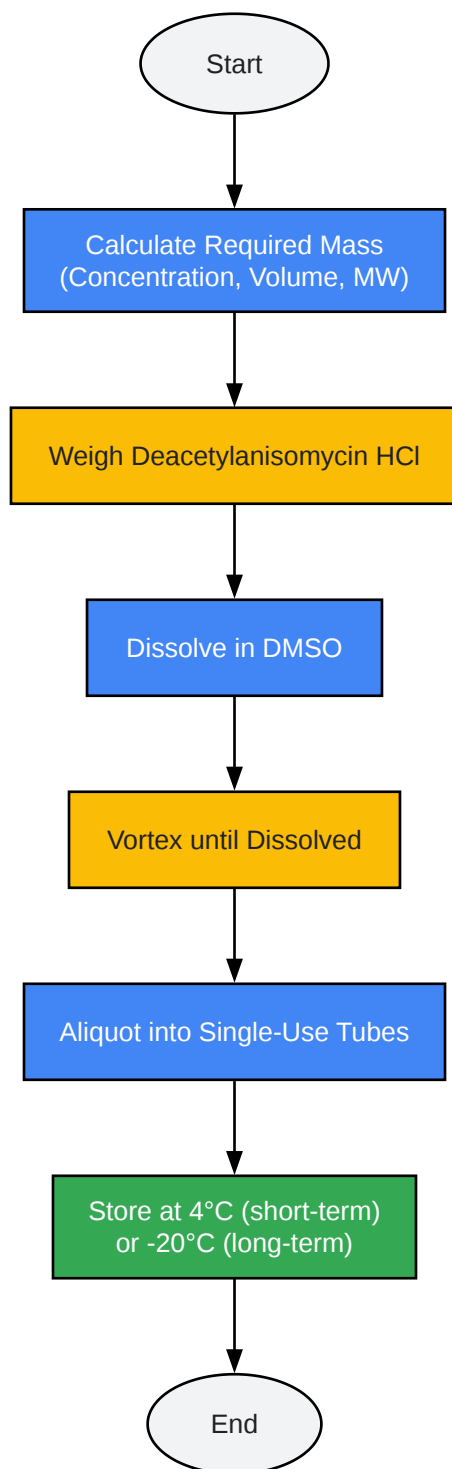 Start
Calculate Required Mass
(Concentration, Volume, MW)
Weigh Deacetylanisomycin HCl
Dissolve in DMSO
Vortex until Dissolved
Aliquot into Single-Use Tubes
Store at 4°C (short-term)
or -20°C (long-term)
End